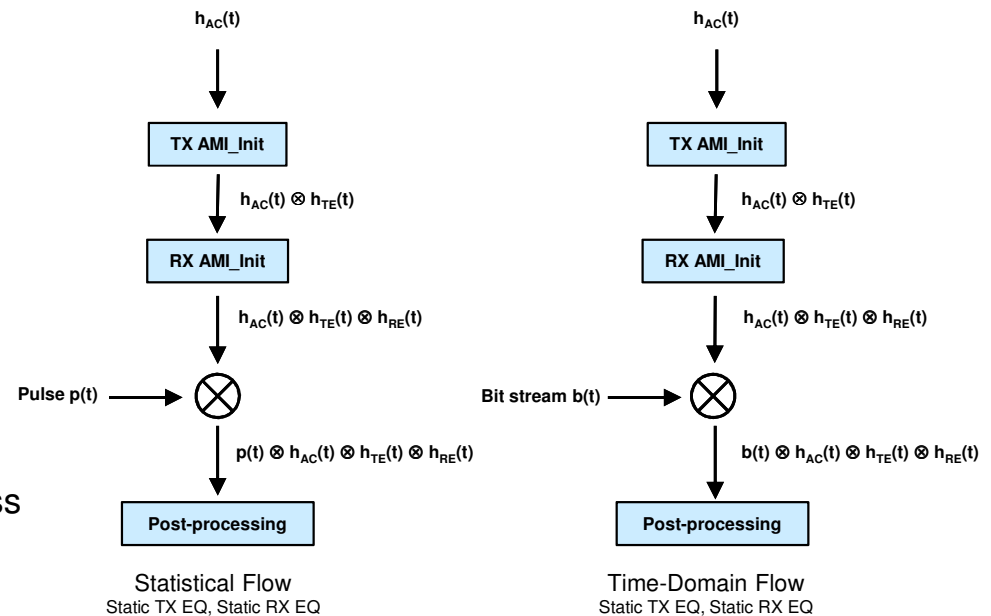 h_AC(t)
TX AMI_Init
h_AC(t) ⊗ h_TE(t)
RX AMI_Init
h_AC(t) ⊗ h_TE(t) ⊗ h_RE(t)
Pulse p(t)
p(t) ⊗ h_AC(t) ⊗ h_TE(t) ⊗ h_RE(t)
Post-processing
Statistical Flow
Static TX EQ, Static RX EQ
h_AC(t)
TX AMI_Init
h_AC(t) ⊗ h_TE(t)
RX AMI_Init
h_AC(t) ⊗ h_TE(t) ⊗ h_RE(t)
Bit stream b(t)
b(t) ⊗ h_AC(t) ⊗ h_TE(t) ⊗ h_RE(t)
Post-processing
Time-Domain Flow
Static TX EQ, Static RX EQ